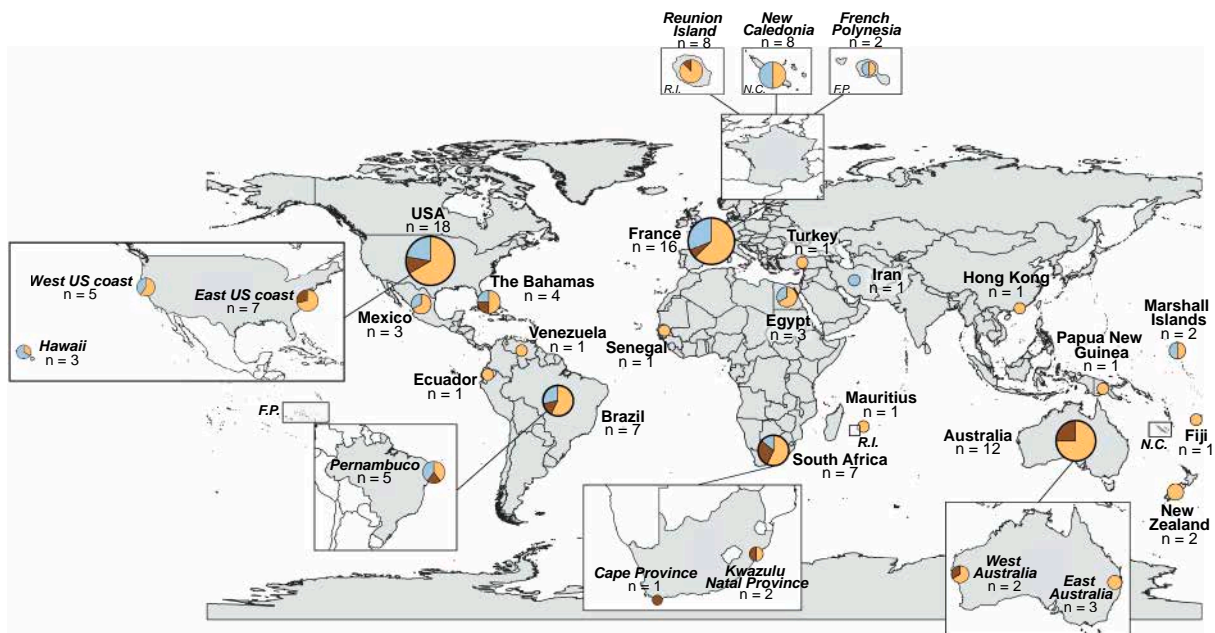 Reunion
Island
n = 8
New
Caledonia
n = 8
French
Polynesia
n = 2
R.I.
N.C.
F.P.
USA
n = 18
France
n = 16
Turkey
n = 1
Iran
n = 1
Hong Kong
n = 1
West US coast
n = 5
East US coast
n = 7
Hawaii
n = 3
Mexico
n = 3
The Bahamas
n = 4
Venezuela
n = 1
Senegal
n = 1
Egypt
n = 3
Marshall
Islands
n = 2
Papua New
Guinea
n = 1
Ecuador
n = 1
Brazil
n = 7
F.P.
Mauritius
n = 1
R.I.
Australia
n = 12
N.C.
Fiji
n = 1
Pernambuco
n = 5
South Africa
n = 7
New
Zealand
n = 2
Cape Province
n = 1
Kwazulu
Natal Province
n = 2
West
Australia
n = 2
East
Australia
n = 3